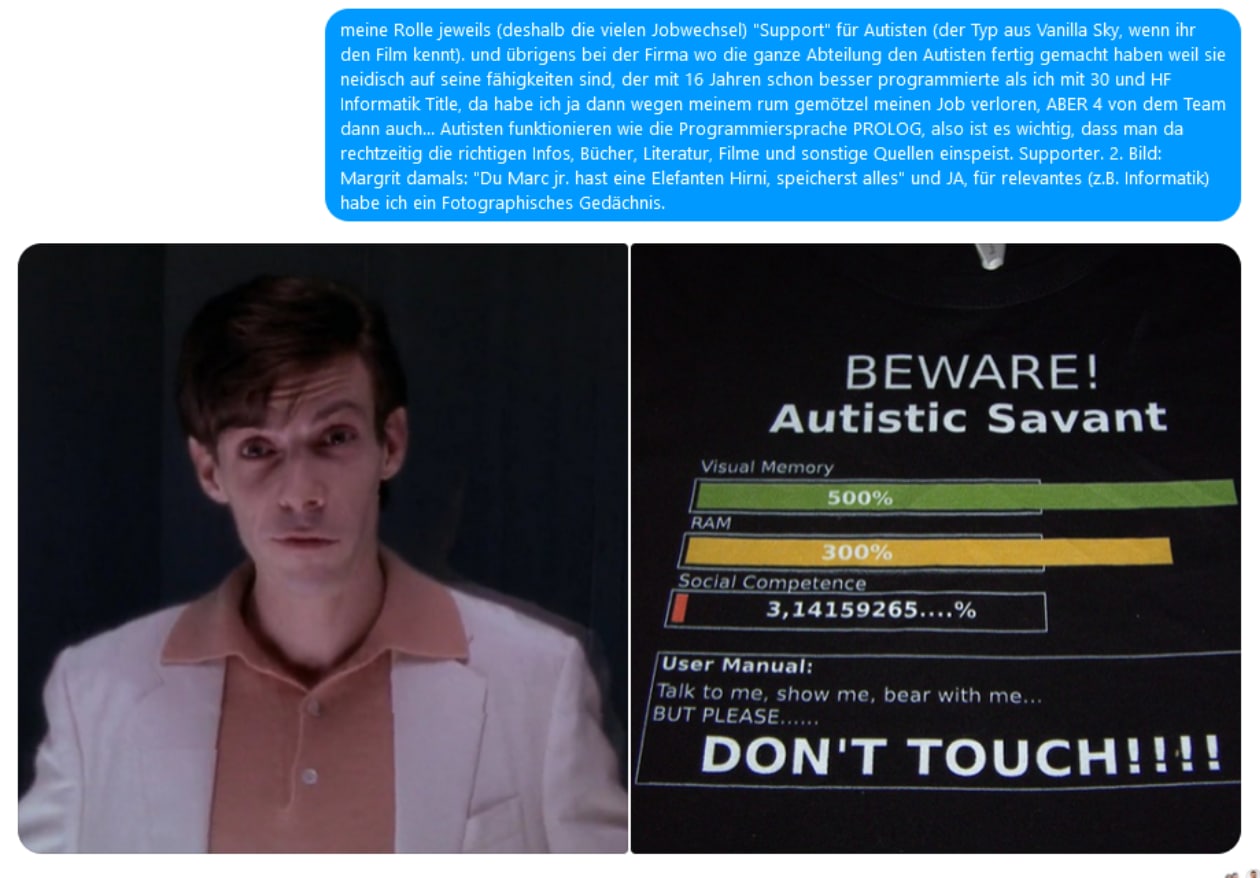 meine Rolle jeweils (deshalb die vielen Jobwechsel) "Support" für Autisten (der Typ aus Vanilla Sky, wenn ihr
den Film kennt). und übrigens bei der Firma wo die ganze Abteilung den Autisten fertig gemacht haben weil sie
neidisch auf seine fähigkeiten sind, der mit 16 Jahren schon besser programmierte als ich mit 30 und HF
Informatik Title, da habe ich ja dann wegen meinem rum gemötzel meinen Job verloren, ABER 4 von dem Team
dann auch... Autisten funktionieren wie die Programmiersprache PROLOG, also ist es wichtig, dass man da
rechtzeitig die richtigen Infos, Bücher, Literatur, Filme und sonstige Quellen einspeist. Supporter. 2. Bild:
Margrit damals: "Du Marc jr. hast eine Elefanten Hirni, speicherst alles" und JA, für relevantes (z.B. Informatik)
habe ich ein Fotographisches Gedächnis.
BEWARE!
Autistic Savant
Visual Memory
500%
RAM
300%
Social Competence
3,14159265....%
User Manual:
Talk to me, show me, bear with me...
BUT PLEASE......
DON'T TOUCH!!!!